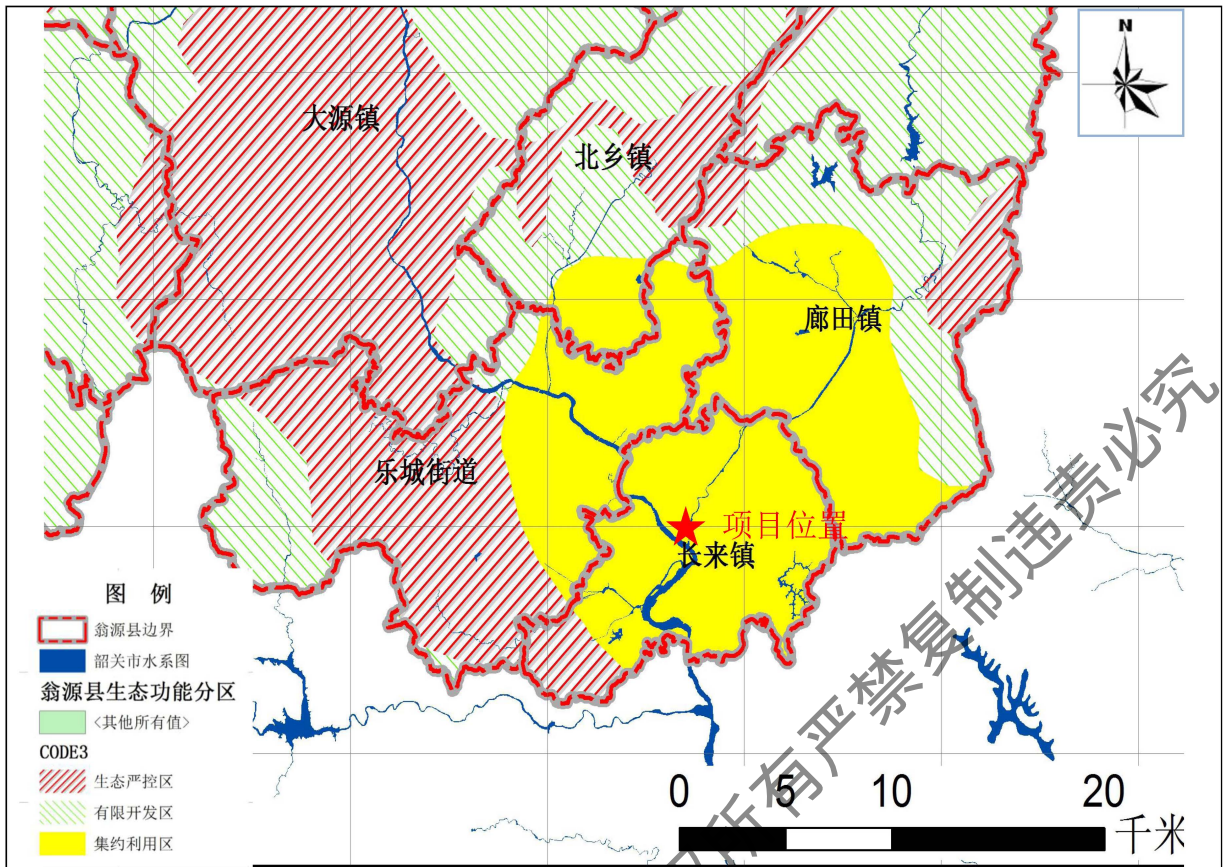 N
大源镇
北乡镇
廊田镇
乐城街道
项目位置
长来镇
图 例
翁源县边界
韶关市水系图
翁源县生态功能分区
<其他所有值>
CODE3
生态严控区
有限开发区
集约利用区
0 5 10 20
千米
所有严禁复制违责必究